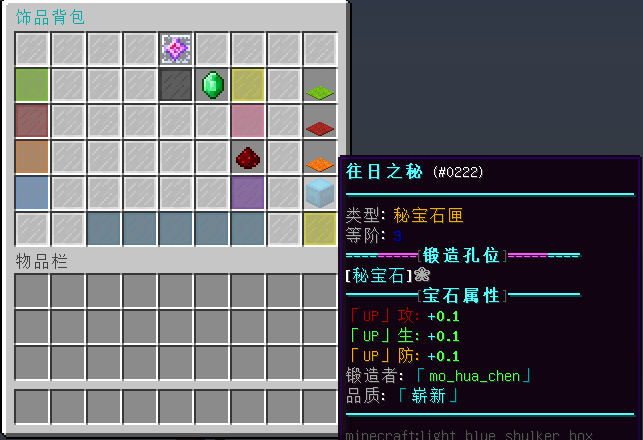 饰品背包
往日之秘 (#0222)
类型: 秘宝石匣
等阶: 3
[锻造孔位]
[秘宝石]
[宝石属性]
「UP」攻: +0.1
「UP」生: +0.1
「UP」防: +0.1
锻造者: 「mo_hua_chen」
品质: 「崭新」
minecraft:light_blue_shulker_box
物品栏